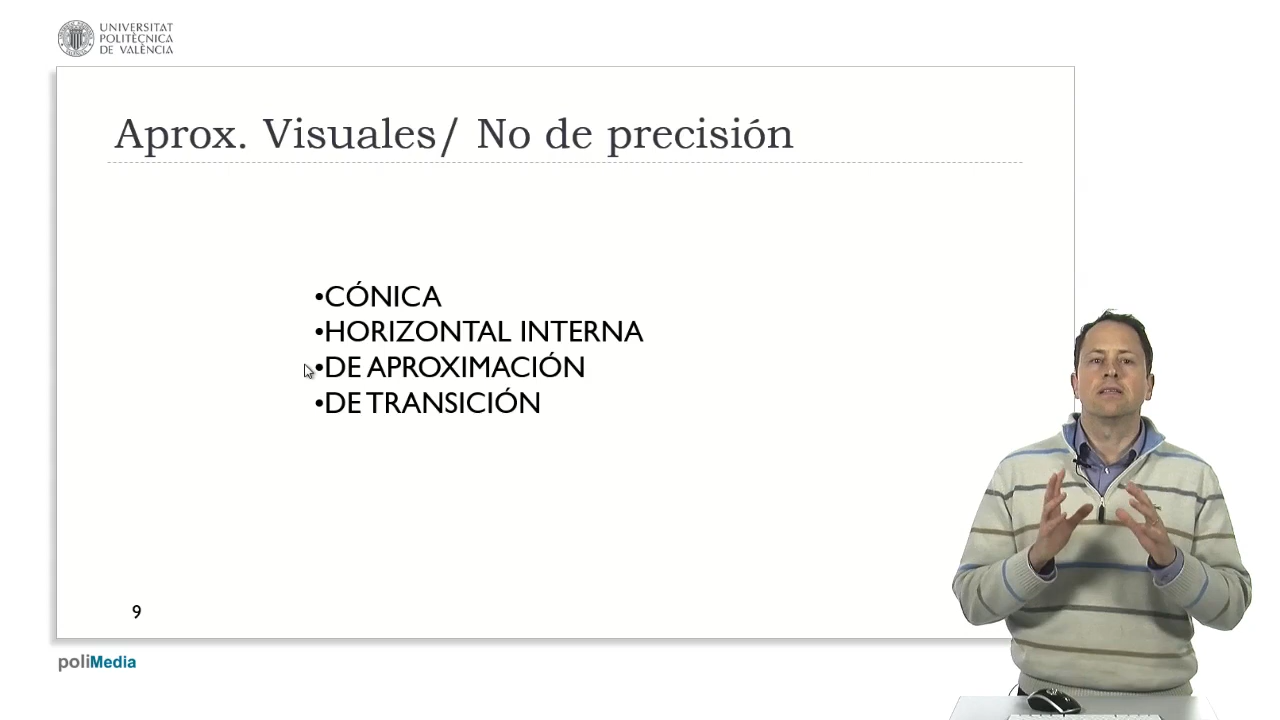 UNIVERSITAT
POLITÈCNICA
DE VALÈNCIA
Aprox. Visuales/ No de precisión
•CÓNICA
•HORIZONTAL INTERNA
•DE APROXIMACIÓN
•DE TRANSICIÓN
9
poliMedia